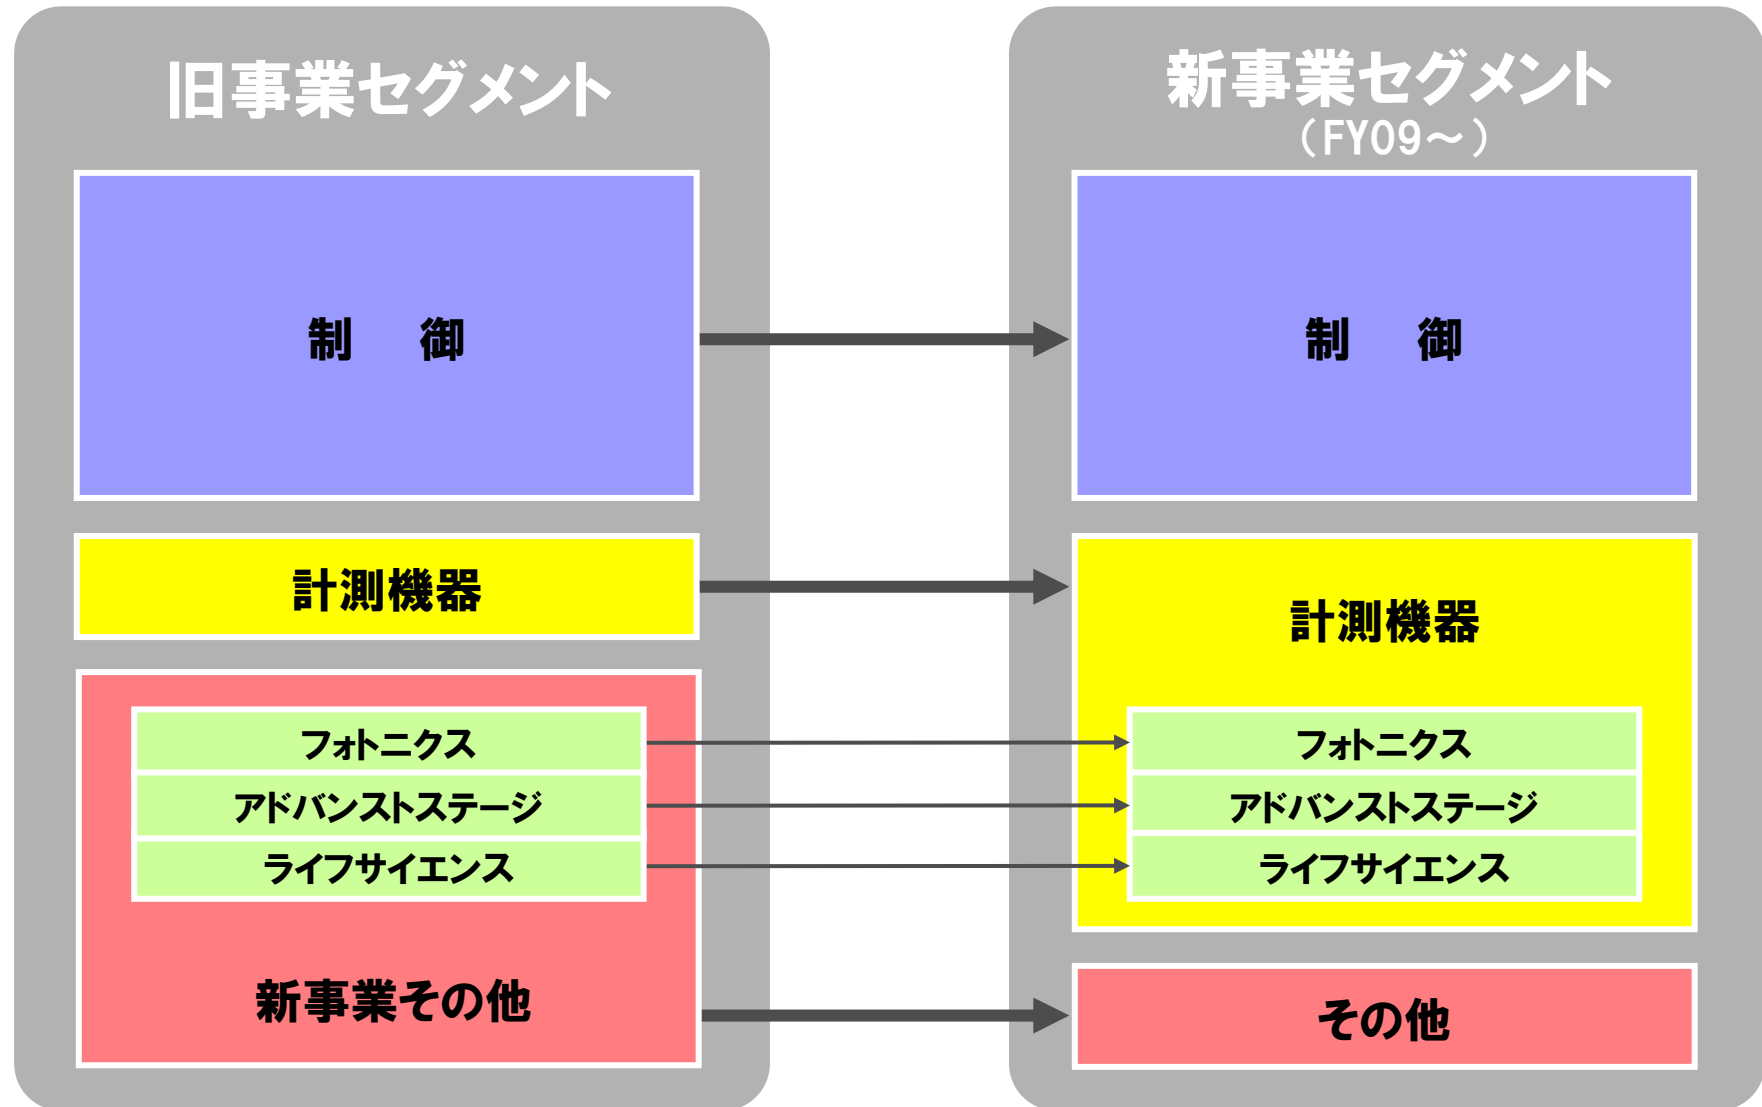 旧事業セグメント
制 御
計測機器
フォトニクス
アドバンストステージ
ライフサイエンス
新事業その他
新事業セグメント
(FY09~)
制 御
計測機器
フォトニクス
アドバンストステージ
ライフサイエンス
その他